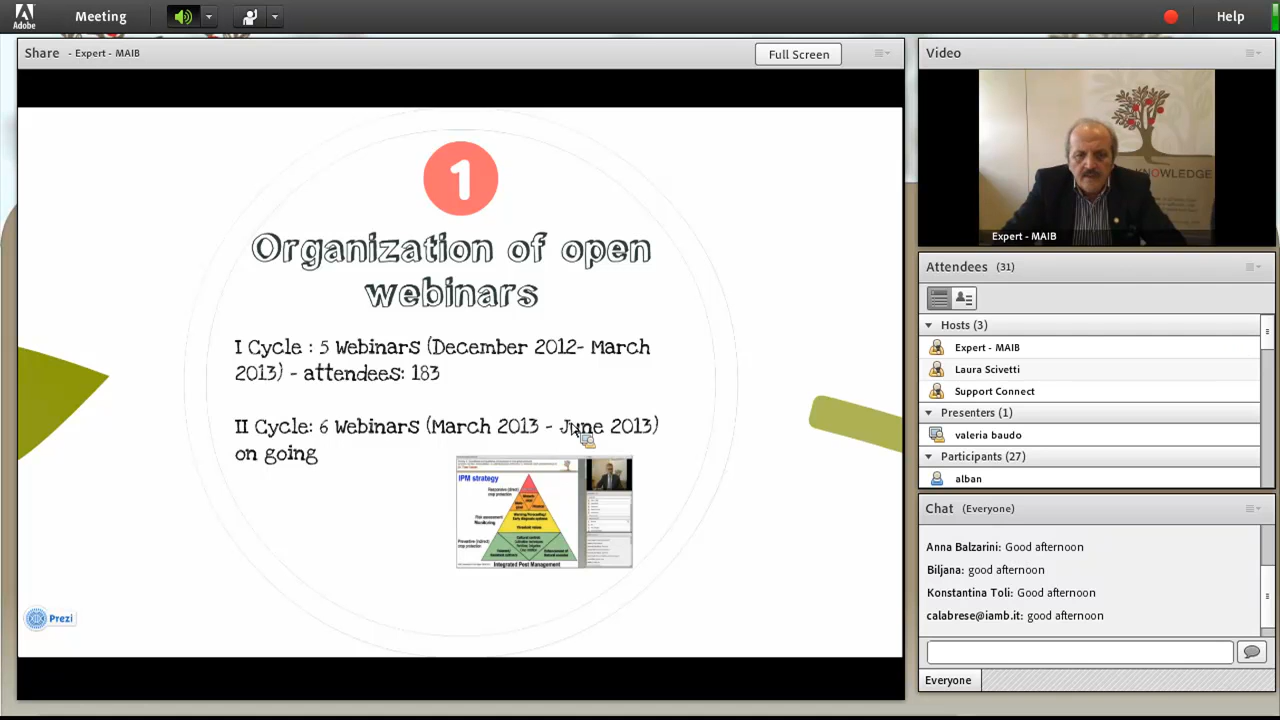 Adobe
Meeting
Help
Share - Expert - MAIB
Full Screen
1
Organization of open
webinars
I Cycle : 5 Webinars (December 2012- March
2013) - attendees: 183
II Cycle: 6 Webinars (March 2013 - June 2013)
on going
IPM strategy
Integrated Pest Management
Prezi
Video
KNOWLEDGE
Expert - MAIB
Attendees (31)
Hosts (3)
Expert - MAIB
Laura Scivetti
Support Connect
Presenters (1)
valeria baudo
Participants (27)
alban
Chat (Everyone)
Anna Balzarini: Good afternoon
Biljana: good afternoon
Konstantina Toli: Good afternoon
calabrese@iamb.it: good afternoon
Everyone